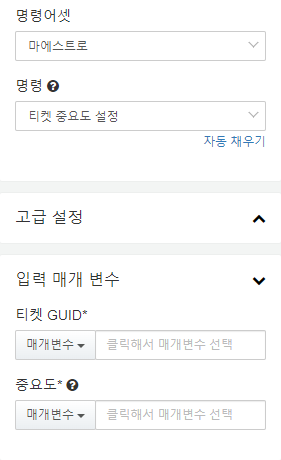 명령어셋
마에스트로
명령
티켓 중요도 설정
자동 채우기
고급 설정
입력 매개 변수
티켓 GUID*
매개변수 클릭해서 매개변수 선택
중요도*
매개변수 클릭해서 매개변수 선택